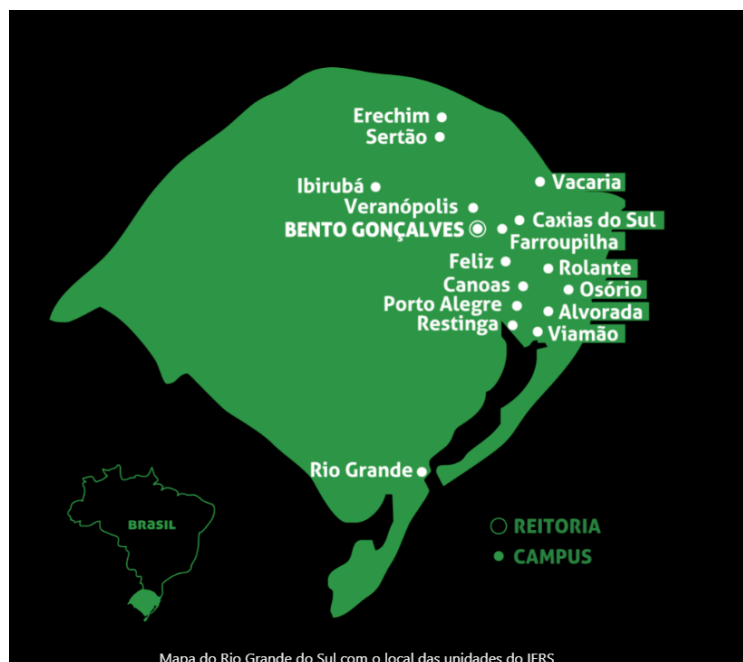 Erechim
Sertão
Vacaria
Ibirubá
Veranópolis
Caxias do Sul
BENTO GONÇALVES
Farroupilha
Feliz
Rolante
Canoas
Osório
Porto Alegre
Alvorada
Restinga
Viamão
Rio Grande
BRASIL
REITORIA
CAMPUS
Mapa do Rio Grande do Sul com o local das unidades do IFRS